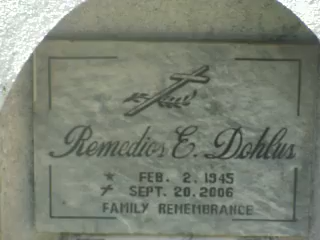 Remedios E. Dohlus
FEB. 2. 1945
SEPT. 20. 2006
FAMILY REMEMBRANCE